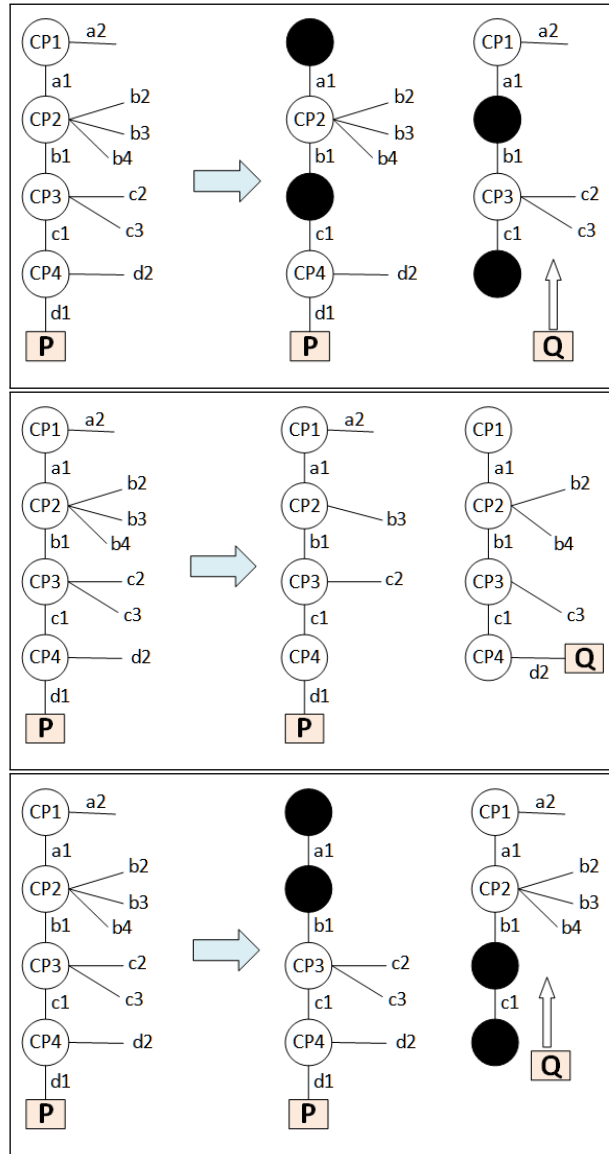 CP1 a2 a2 CP1
a1 a1 a1
CP2 b2 b3 b4 CP2 b2 b3 b4
b1 b1 b1
CP3 c2 c3 CP3 c2 c3
c1 c1 c1
CP4 d2 CP4 d2
d1 d1
P P Q
CP1 a2 CP1 a2 CP1
a1 a1 a1
CP2 b2 b3 b4 CP2 b3 CP2 b2 b4
b1 b1 b1
CP3 c2 c3 CP3 c2 CP3 c3
c1 c1 c1
CP4 d2 CP4 CP4 d2 Q
d1 d1
P P
CP1 a2 CP1 a2
a1 a1 a1
CP2 b2 b3 b4 CP2 b2 b3 b4
b1 b1 b1
CP3 c2 c3 CP3 c2 c3
c1 c1 c1
CP4 d2 CP4 d2 Q
d1 d1
P P